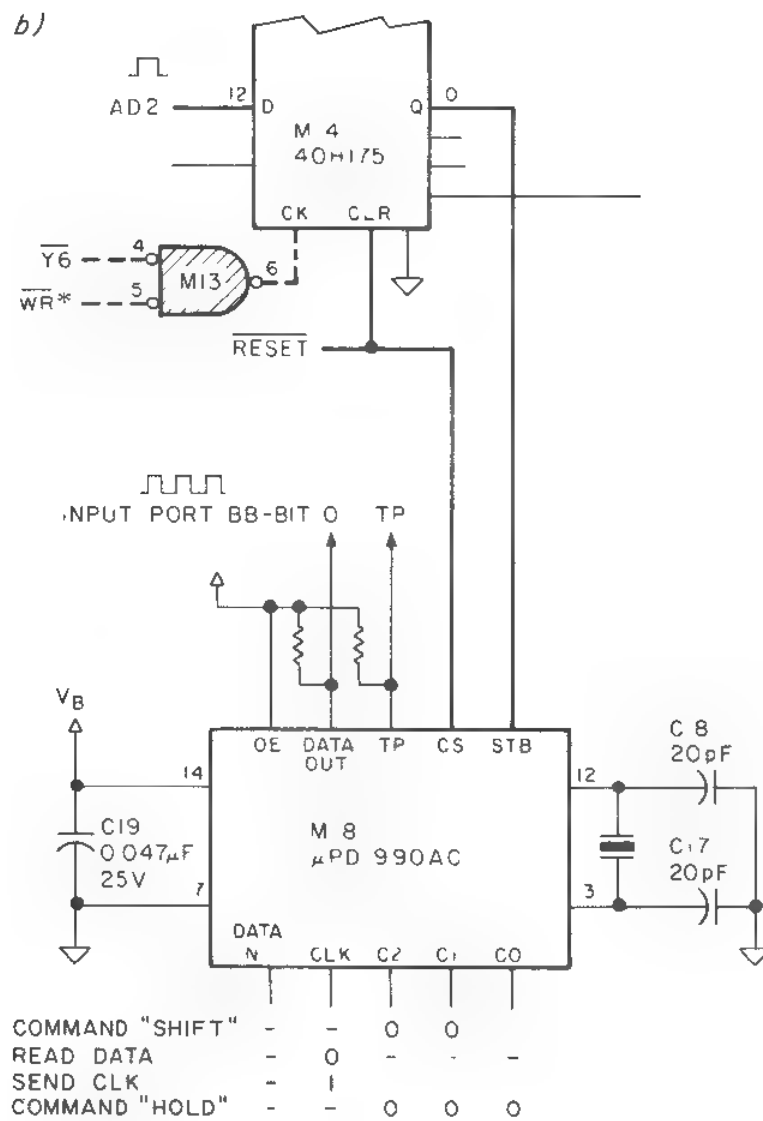 b)
12 D
Q O
AD2
M 4
40H175
CK CLR
Y6 4
M13 6
WR* 5
RESET
INPUT PORT BB-BIT 0 TP
VB
OE DATA OUT TP CS STB
C 8
20pF
14
12
C19
0 047µF
25V
M 8
µPD 990AC
C17
20pF
7
3
DATA
N CLK C2 C1 C0
COMMAND "SHIFT" - - 0 0
READ DATA - 0 - - -
SEND CLK - 1
COMMAND "HOLD" - - 0 0 0